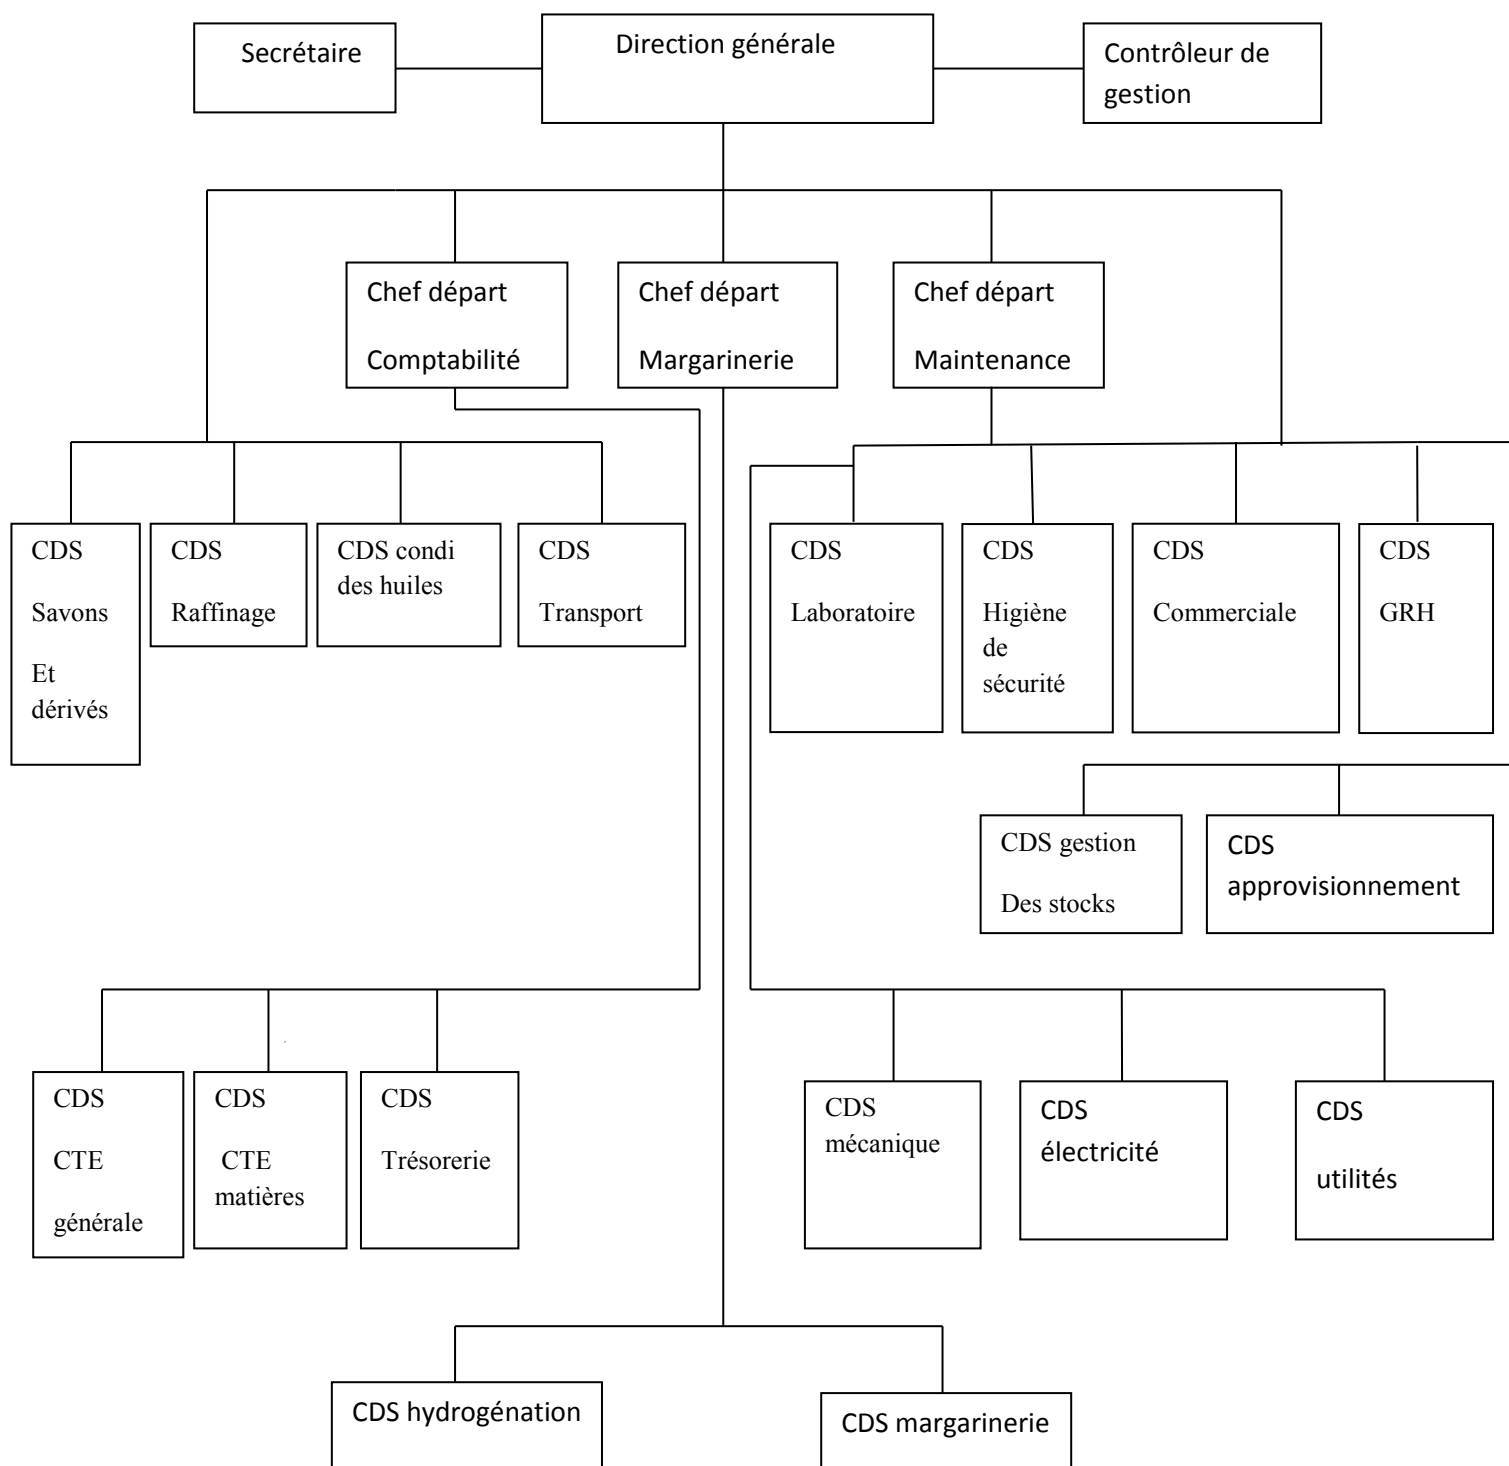 Secrétaire
Direction générale
Contrôleur de
gestion
Chef départ
Comptabilité
Chef départ
Margarinerie
Chef départ
Maintenance
CDS
Savons
Et
dérivés
CDS
Raffinage
CDS condi
des huiles
CDS
Transport
CDS
Laboratoire
CDS
Higiène
de
sécurité
CDS
Commerciale
CDS
GRH
CDS gestion
Des stocks
CDS
approvisionnement
CDS
CTE
générale
CDS
CTE
matières
CDS
Trésorerie
CDS
mécanique
CDS
électricité
CDS
utilités
CDS hydrogénation
CDS margarinerie